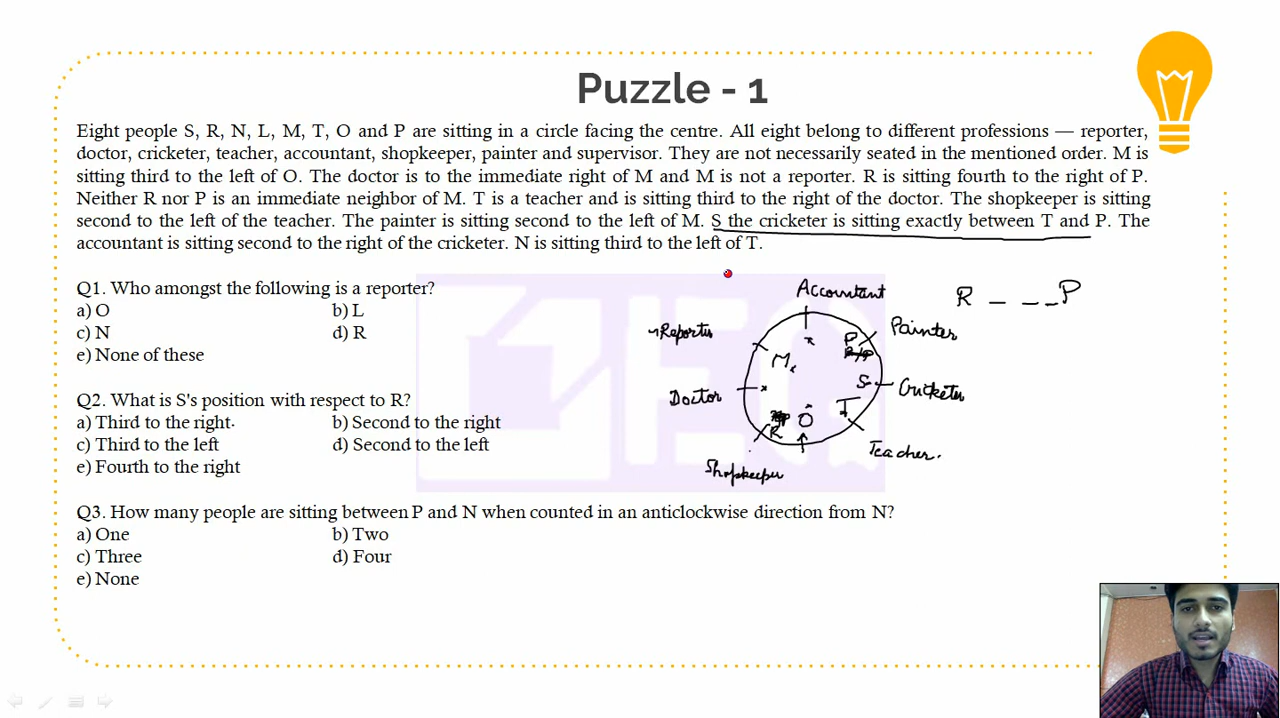 Puzzle - 1
Eight people S, R, N, L, M, T, O and P are sitting in a circle facing the centre. All eight belong to different professions — reporter,
doctor, cricketer, teacher, accountant, shopkeeper, painter and supervisor. They are not necessarily seated in the mentioned order. M is
sitting third to the left of O. The doctor is to the immediate right of M and M is not a reporter. R is sitting fourth to the right of P.
Neither R nor P is an immediate neighbor of M. T is a teacher and is sitting third to the right of the doctor. The shopkeeper is sitting
second to the left of the teacher. The painter is sitting second to the left of M. S the cricketer is sitting exactly between T and P. The
accountant is sitting second to the right of the cricketer. N is sitting third to the left of T.
Q1. Who amongst the following is a reporter?
a) O b) L
c) N d) R
e) None of these
Q2. What is S's position with respect to R?
a) Third to the right b) Second to the right
c) Third to the left d) Second to the left
e) Fourth to the right
Q3. How many people are sitting between P and N when counted in an anticlockwise direction from N?
a) One b) Two
c) Three d) Four
e) None
Accountant
R _ _ _ P
Reporter
P
Painter
M
S
Cricketer
Doctor
T
R
O
Teacher.
Shopkeeper